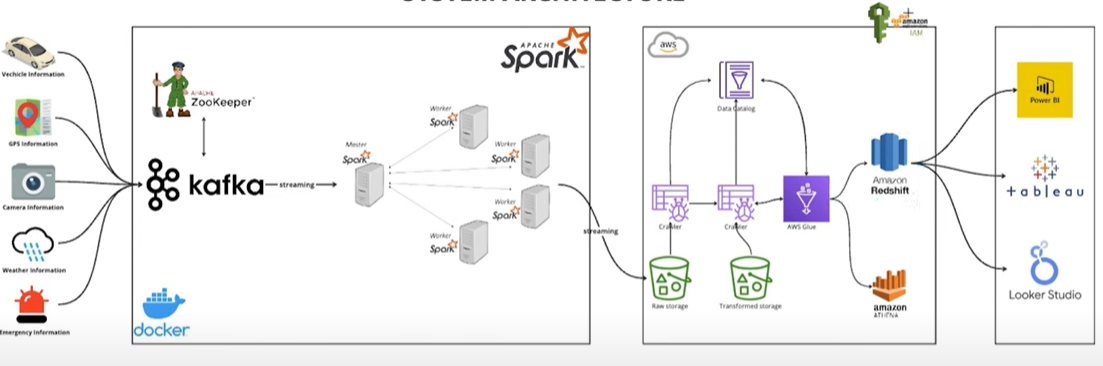 SYSTEM ARCHITECTURE
Vechicle Information
GPS Information
Camera Information
Weather Information
Emergency Information
APACHE
ZooKeeper
kafka
streaming
docker
APACHE
Spark
Master
Spark
Worker
Spark
Worker
Spark
Worker
Spark
Worker
Spark
streaming
aws
amazon
IAM
Data Catalog
Crawler
Crawler
AWS Glue
Raw storage
Transformed storage
Amazon
Redshift
amazon
ATHENA
Power BI
+ableau
Looker Studio